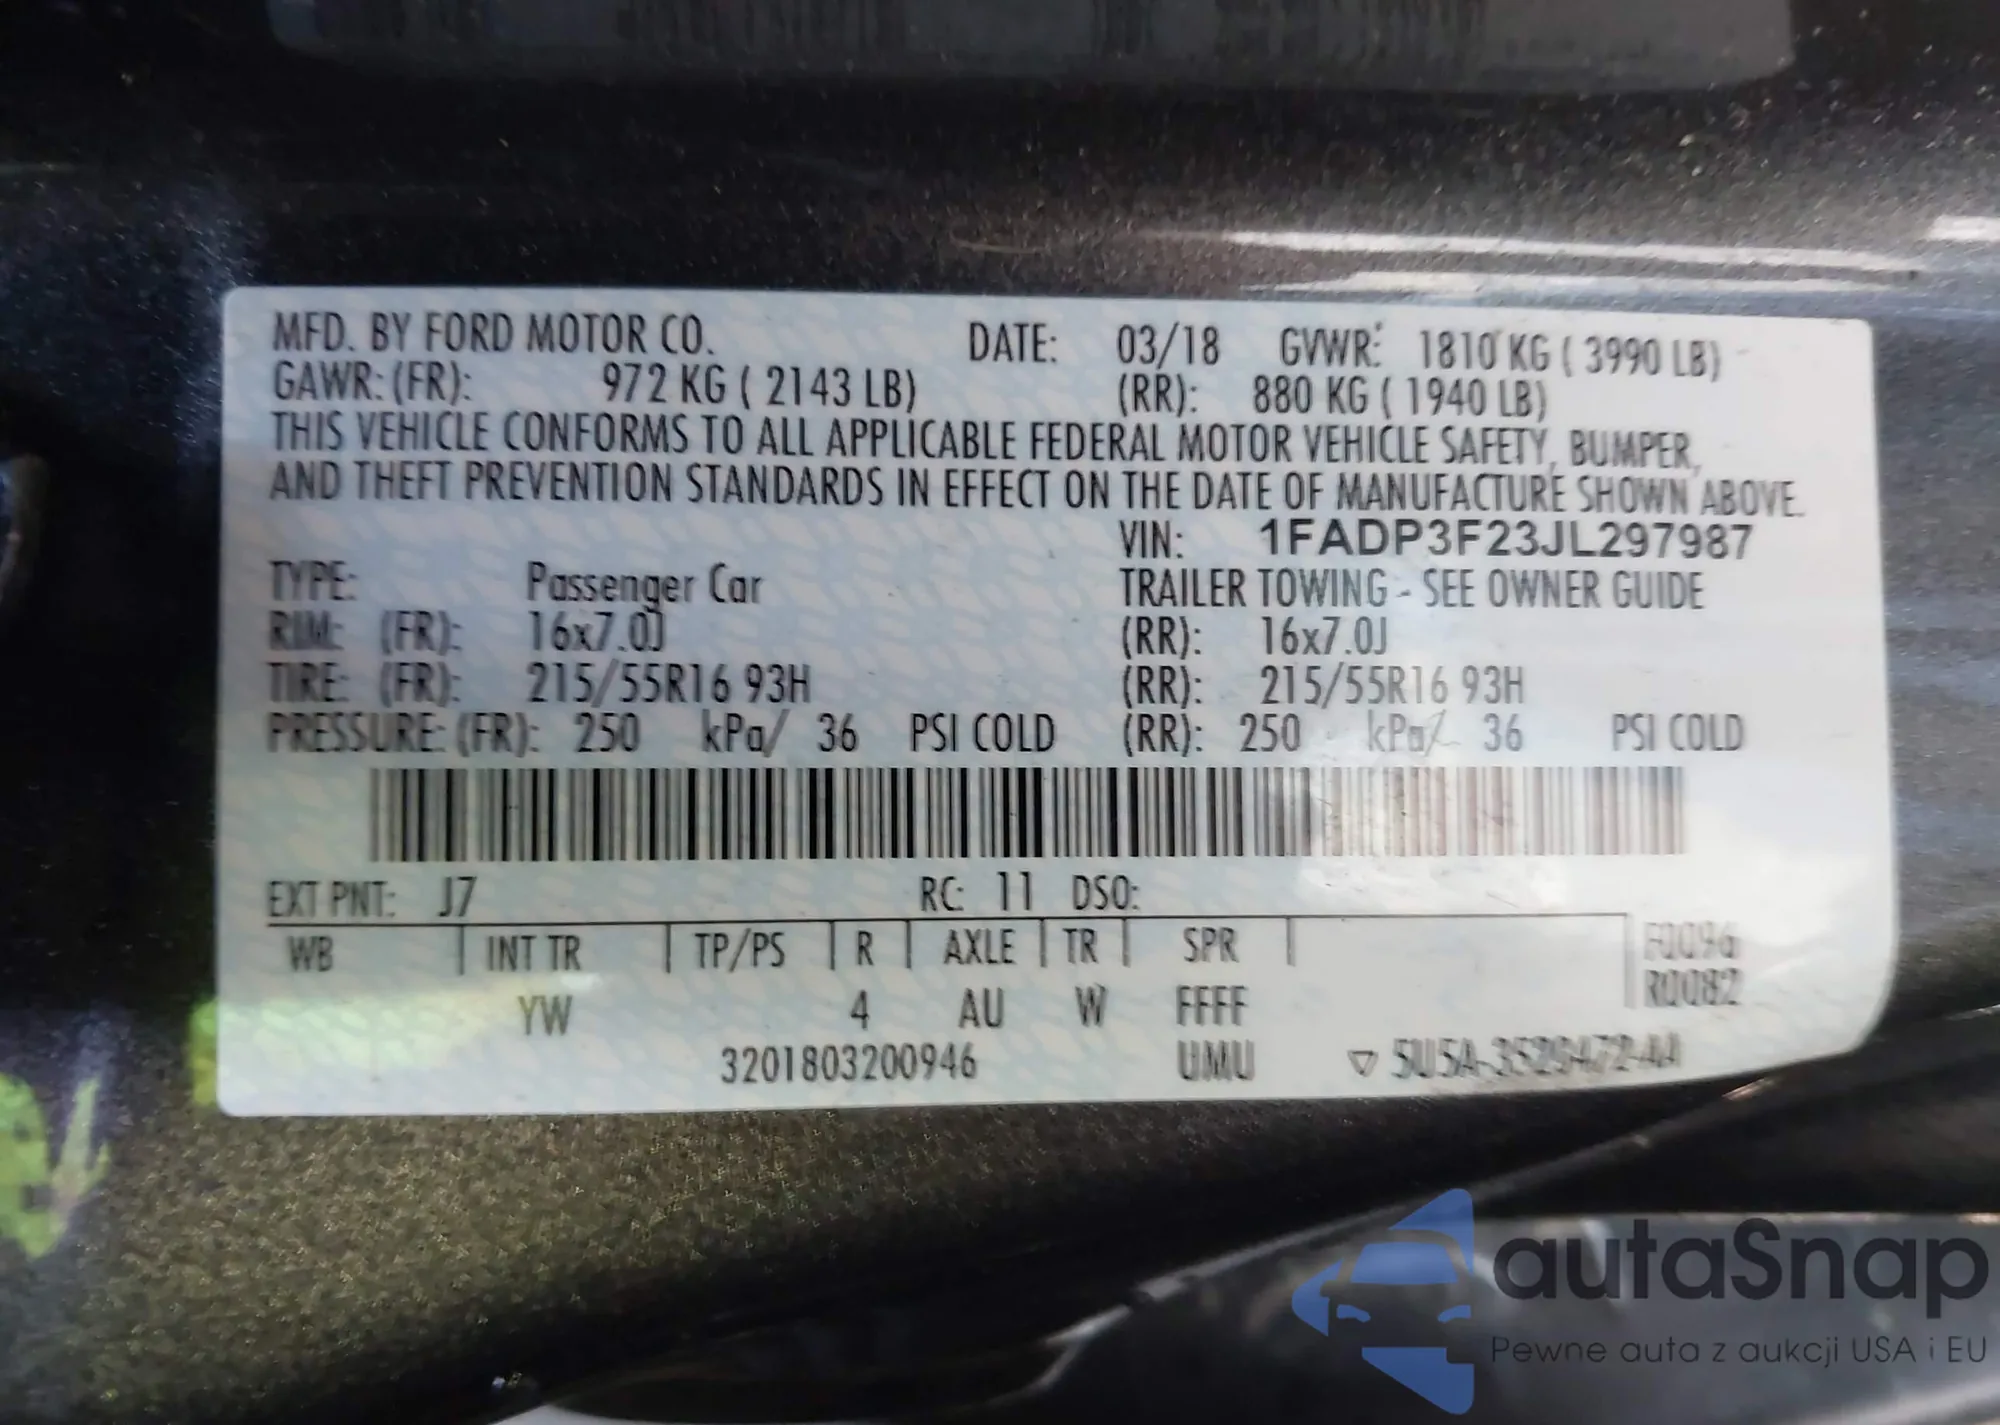 MFD. BY FORD MOTOR CO. DATE: 03/18 GVWR: 1810 KG ( 3990 LB)
GAWR: (FR): 972 KG ( 2143 LB) (RR): 880 KG ( 1940 LB)
THIS VEHICLE CONFORMS TO ALL APPLICABLE FEDERAL MOTOR VEHICLE SAFETY, BUMPER,
AND THEFT PREVENTION STANDARDS IN EFFECT ON THE DATE OF MANUFACTURE SHOWN ABOVE.
VIN: 1FADP3F23JL297987
TYPE: Passenger Car TRAILER TOWING - SEE OWNER GUIDE
RIM: (FR): 16x7.0J (RR): 16x7.0J
TIRE: (FR): 215/55R16 93H (RR): 215/55R16 93H
PRESSURE: (FR): 250 kPa/ 36 PSI COLD (RR): 250 kPa/ 36 PSI COLD
EXT PNT: J7 RC: 11 DSO:
WB INT TR TP/PS R AXLE TR SPR F0096
R0082
YW 4 AU W FFFF
3201803200946 UMU ▽ 5U5A-3520472-AA
autaSnap
Pewne auta z aukcji USA i EU